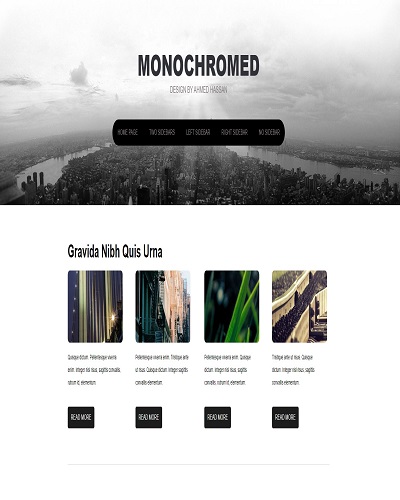 MONOCHROMED
DESIGN BY AHMED HASSAN
HOME PAGE TWO SIDEBARS LEFT SIDEBAR RIGHT SIDEBAR NO SIDEBAR
Gravida Nibh Quis Urna
Quisque dictum. Pellentesque viverra
enim. Integer nisl risus, sagittis convallis,
rutrum id, elementum.
READ MORE
Pellentesque viverra enim. Tristique ante
ut risus. Quisque dictum. Integer sagittis
convallis elementum.
READ MORE
Pellentesque viverra enim. Tristique ante
ut risus. Quisque dictum. Integer sagittis
convallis elementum.
READ MORE
Tristique ante ut risus. Quisque dictum.
Integer nisl risus, sagittis convallis,
rutrum id, elementum.
READ MORE